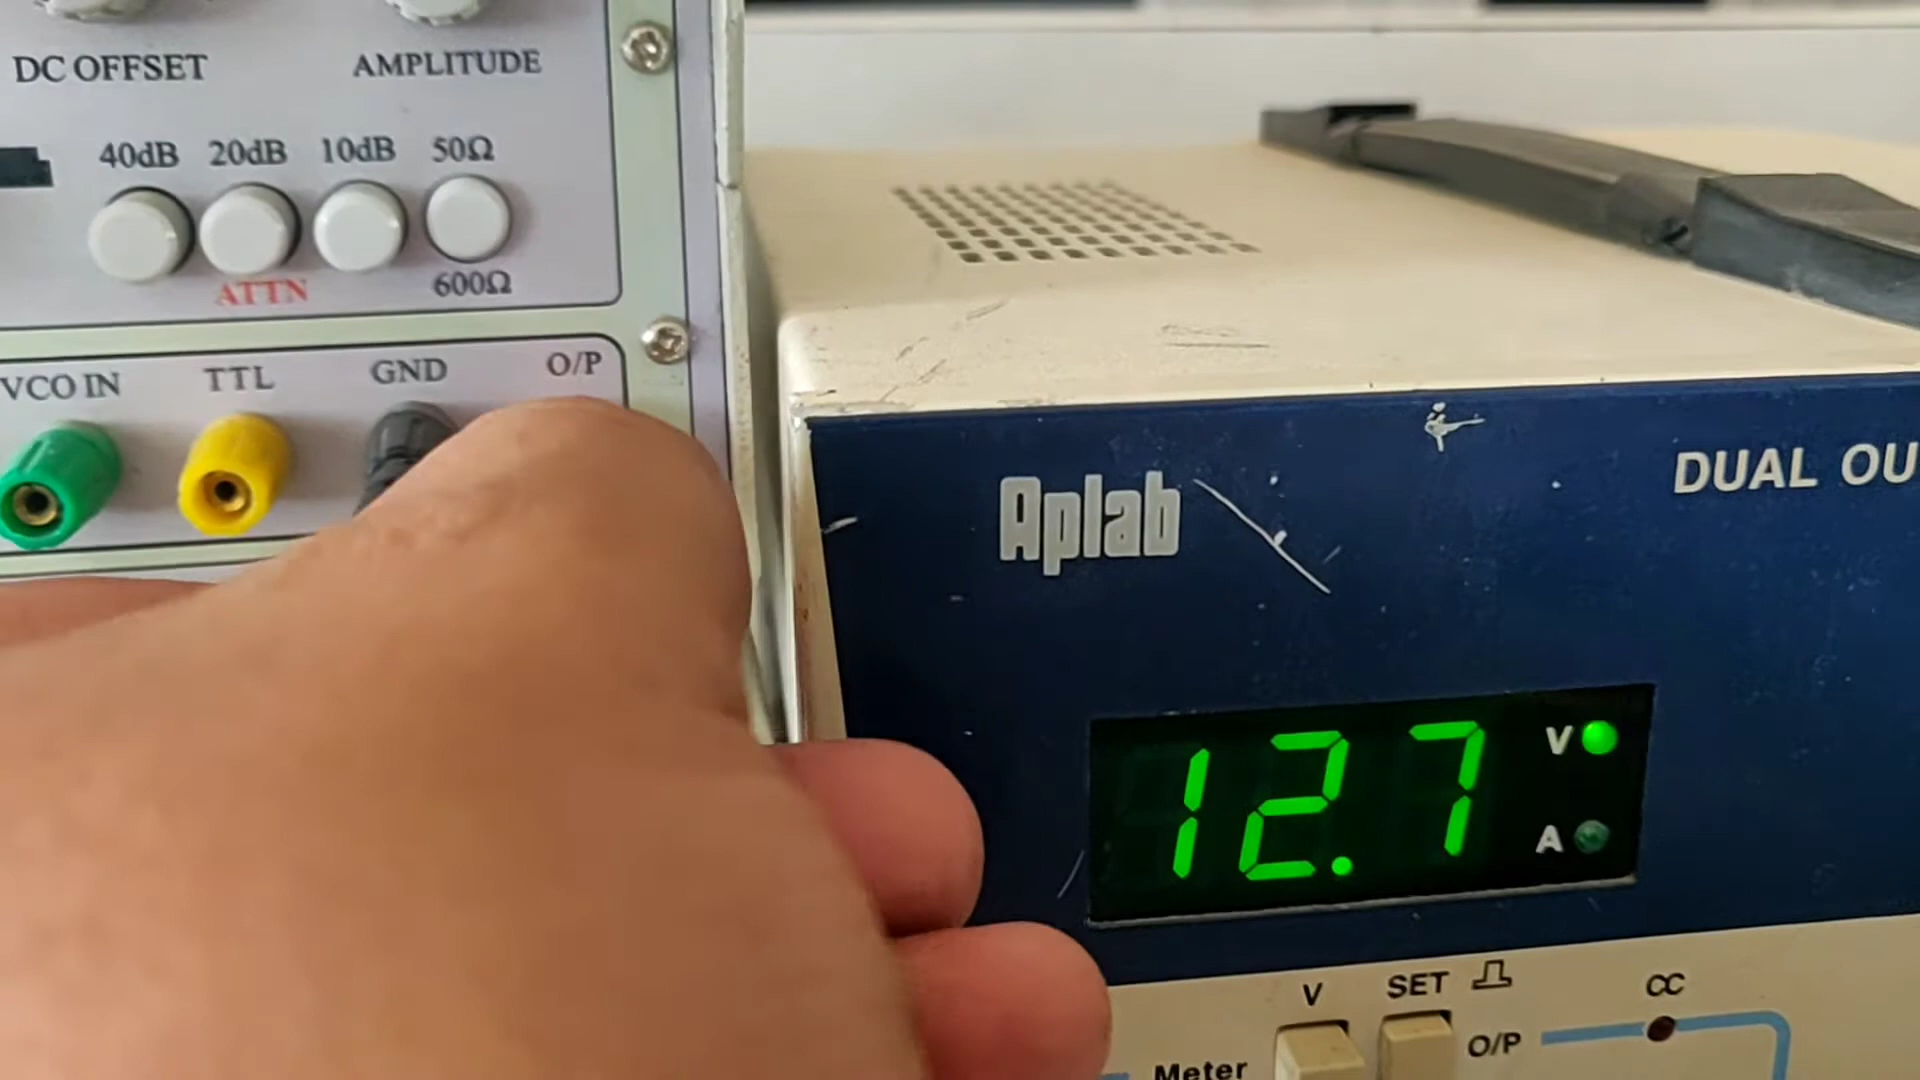 DC OFFSET AMPLITUDE
40dB 20dB 10dB 50Ω
ATTN 600Ω
VCO IN TTL GND O/P
Aplab
DUAL OU
12.7
V
A
V SET CC
O/P
Meter